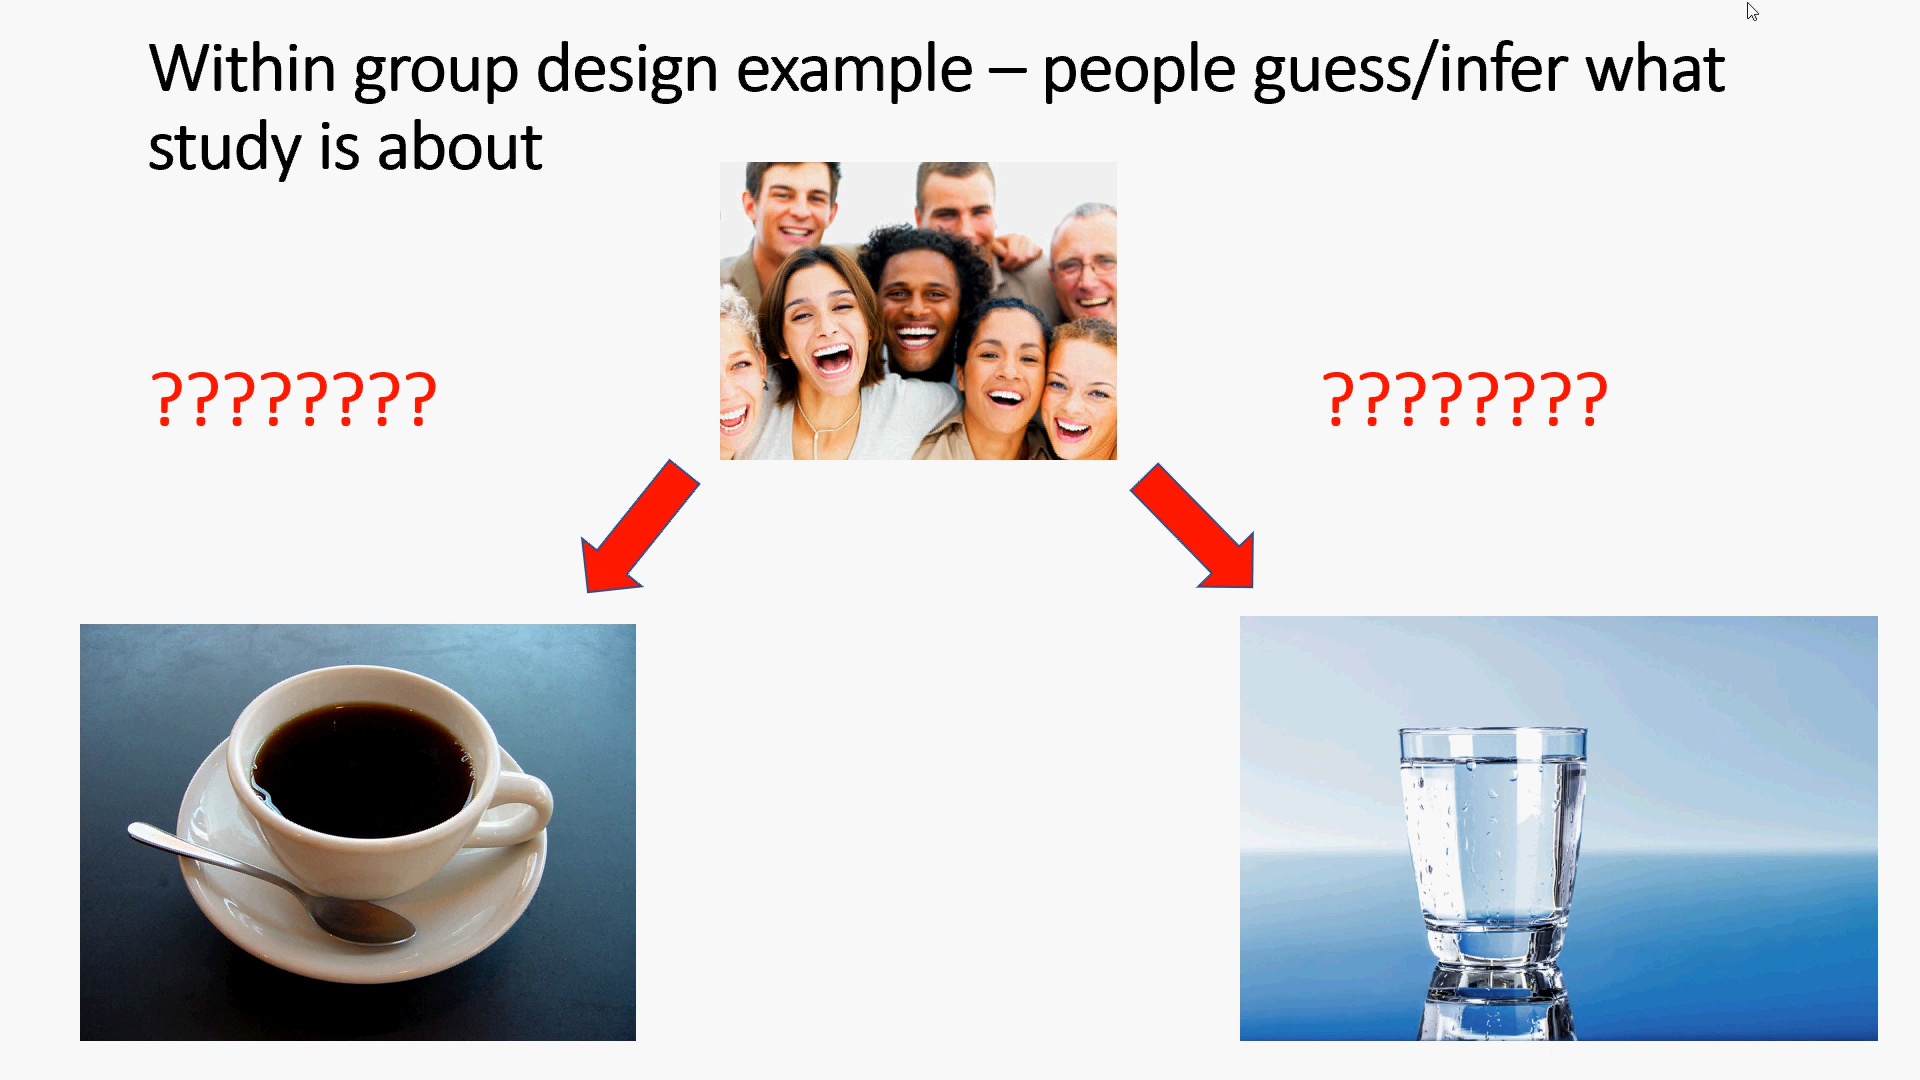 Within group design example – people guess/infer what
study is about
???????? ????????